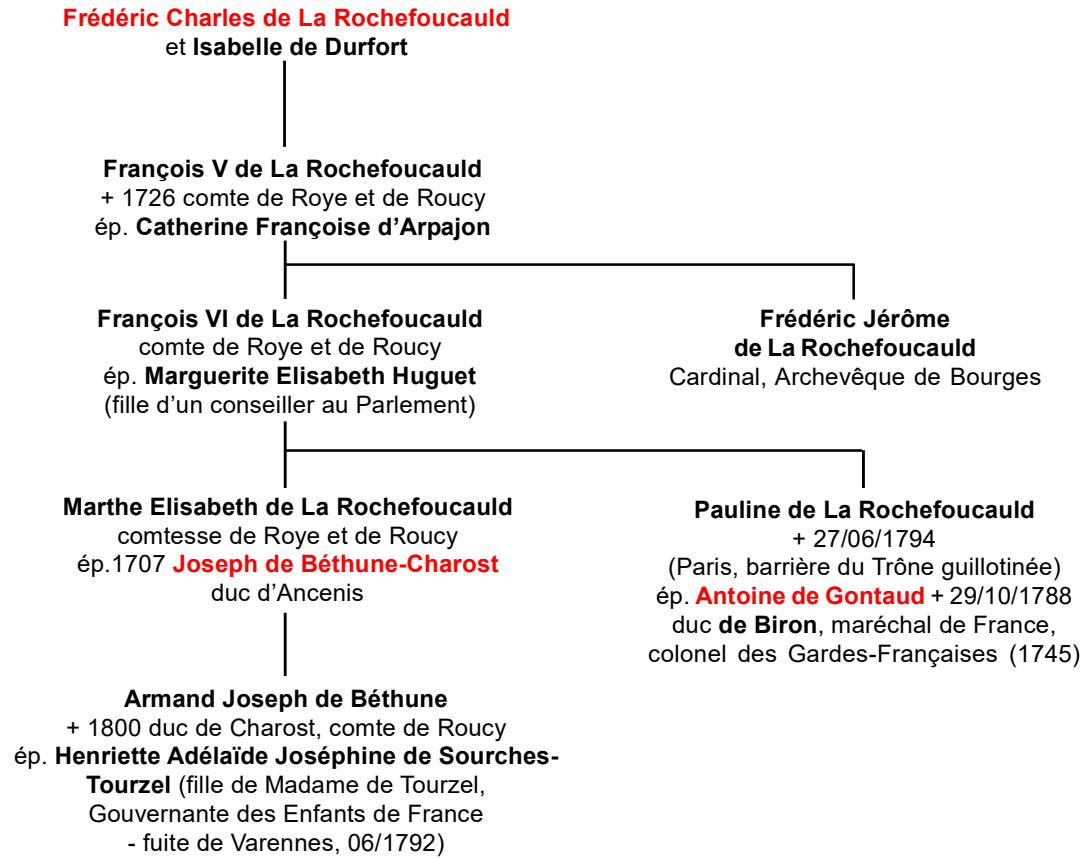 Frédéric Charles de La Rochefoucauld
et Isabelle de Durfort
François V de La Rochefoucauld
+ 1726 comte de Roye et de Roucy
ép. Catherine Françoise d’Arpajon
François VI de La Rochefoucauld
comte de Roye et de Roucy
ép. Marguerite Elisabeth Huguet
(fille d’un conseiller au Parlement)
Frédéric Jérôme
de La Rochefoucauld
Cardinal, Archevêque de Bourges
Marthe Elisabeth de La Rochefoucauld
comtesse de Roye et de Roucy
ép.1707 Joseph de Béthune-Charost
duc d’Ancenis
Pauline de La Rochefoucauld
+ 27/06/1794
(Paris, barrière du Trône guillotinée)
ép. Antoine de Gontaud + 29/10/1788
duc de Biron, maréchal de France,
colonel des Gardes-Françaises (1745)
Armand Joseph de Béthune
+ 1800 duc de Charost, comte de Roucy
ép. Henriette Adélaïde Joséphine de Sourches-
Tourzel (fille de Madame de Tourzel,
Gouvernante des Enfants de France
- fuite de Varennes, 06/1792)